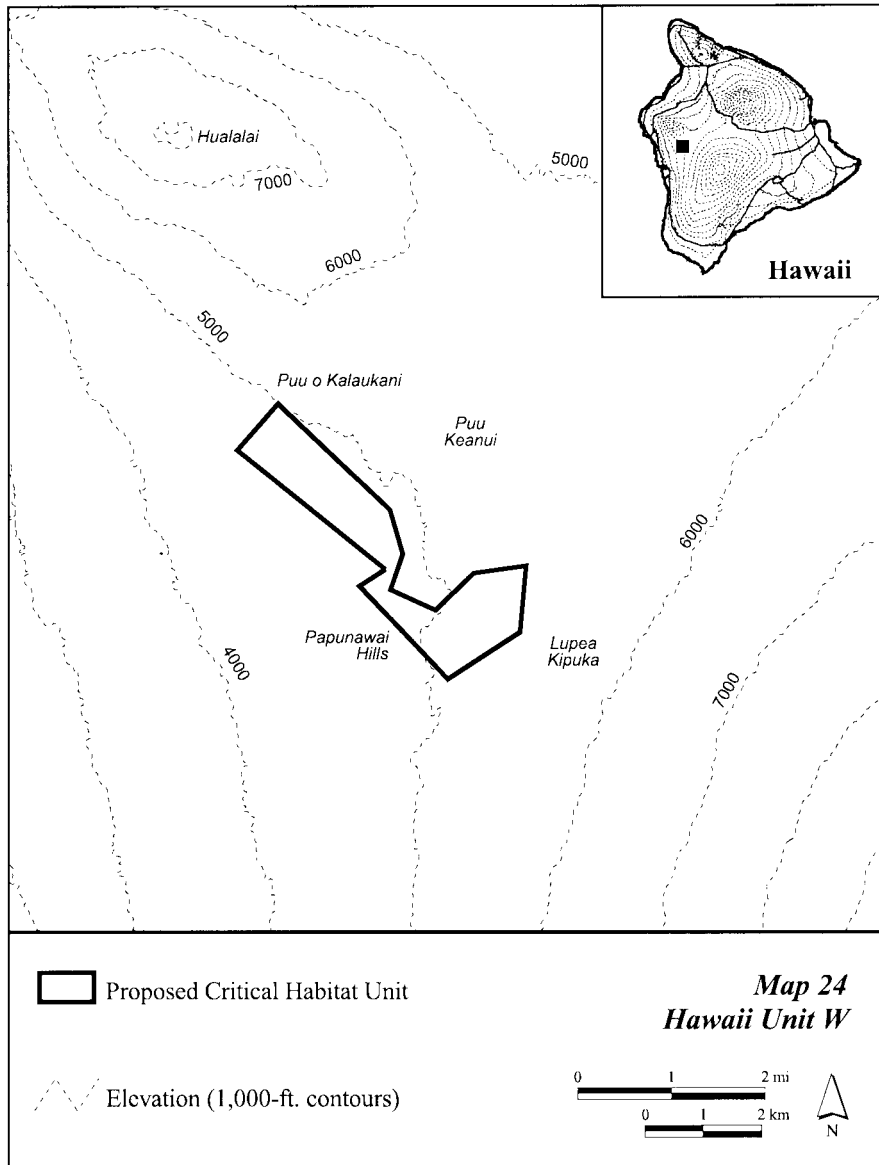 Hualalai
7000
5000
6000
Hawaii
5000
Puu o Kalaukani
Puu
Keanui
6000
Papunawai
Hills
Lupea
Kipuka
4000
7000
Proposed Critical Habitat Unit
Map 24
Hawaii Unit W
Elevation (1,000-ft. contours)
0 1 2 mi
0 1 2 km
N